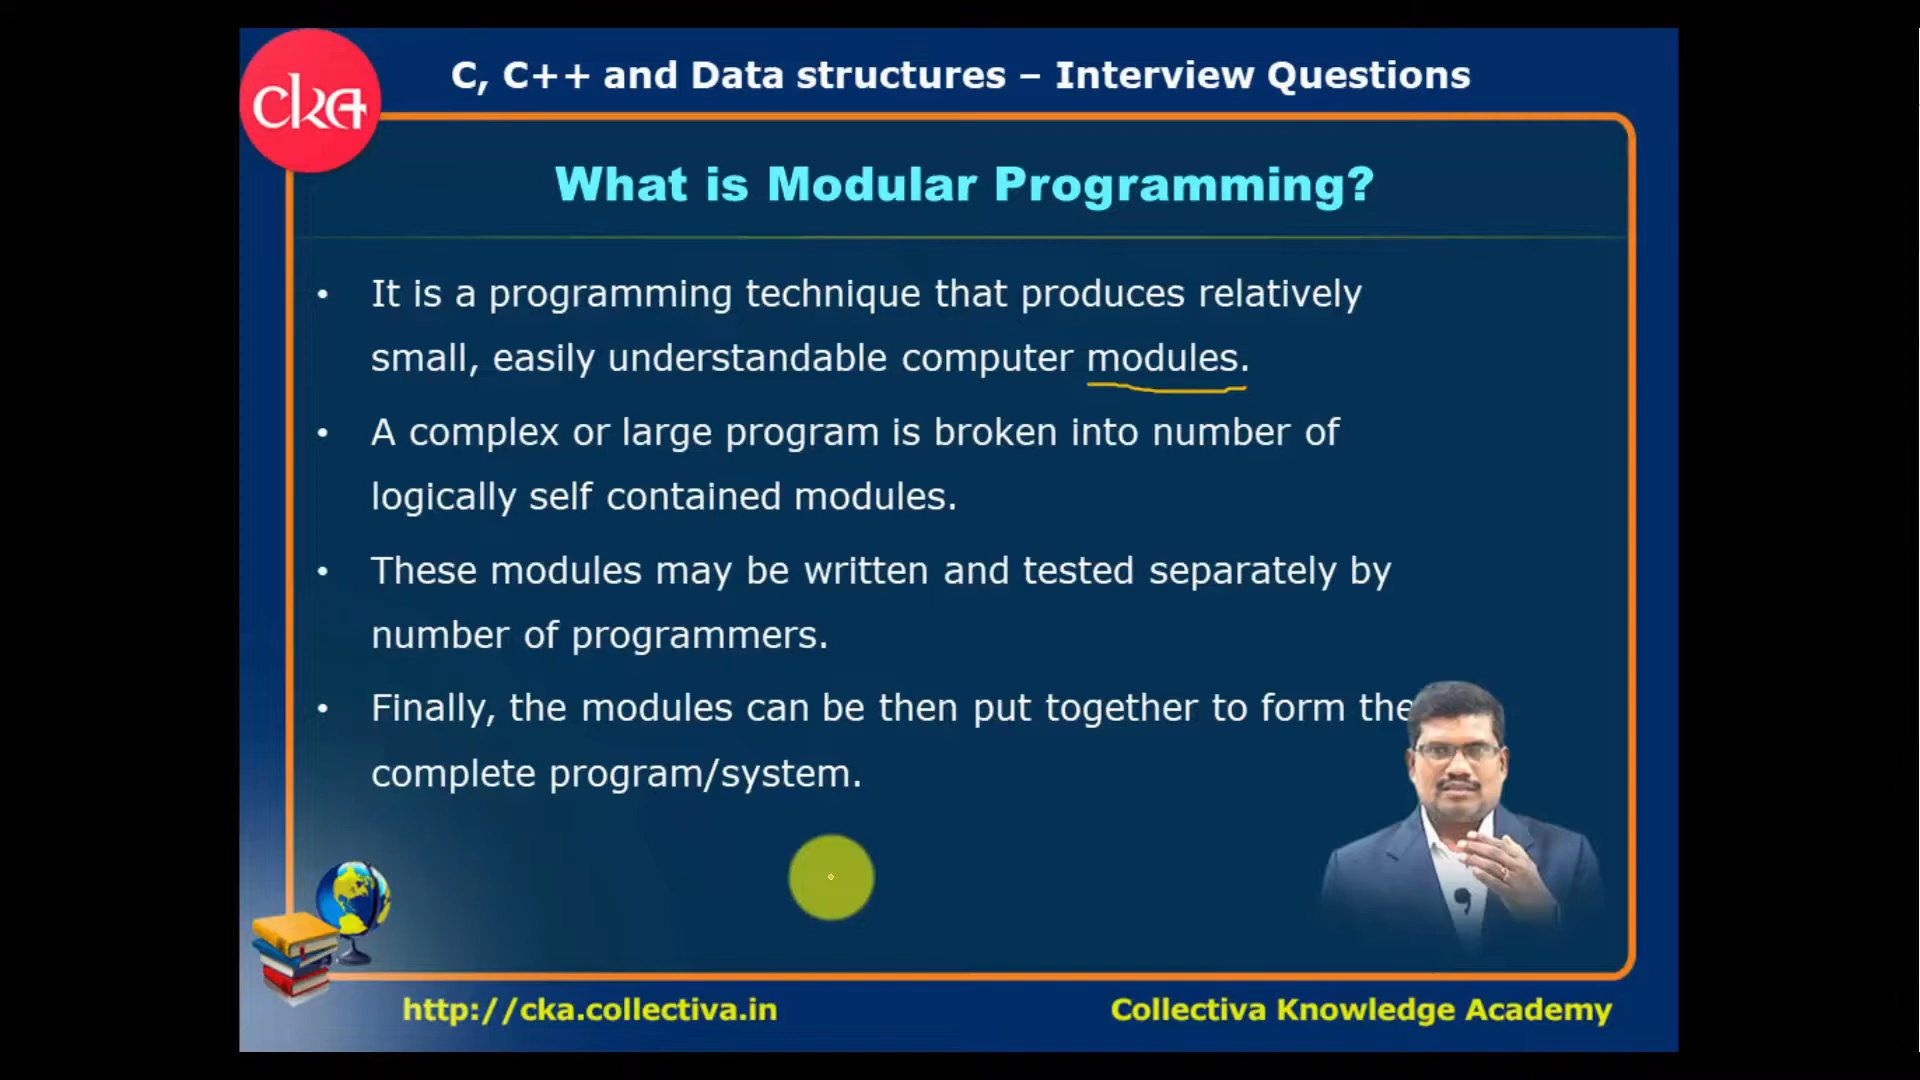 cka
C, C++ and Data structures – Interview Questions
What is Modular Programming?
• It is a programming technique that produces relatively
small, easily understandable computer modules.
• A complex or large program is broken into number of
logically self contained modules.
• These modules may be written and tested separately by
number of programmers.
• Finally, the modules can be then put together to form the
complete program/system.
http://cka.collectiva.in
Collectiva Knowledge Academy